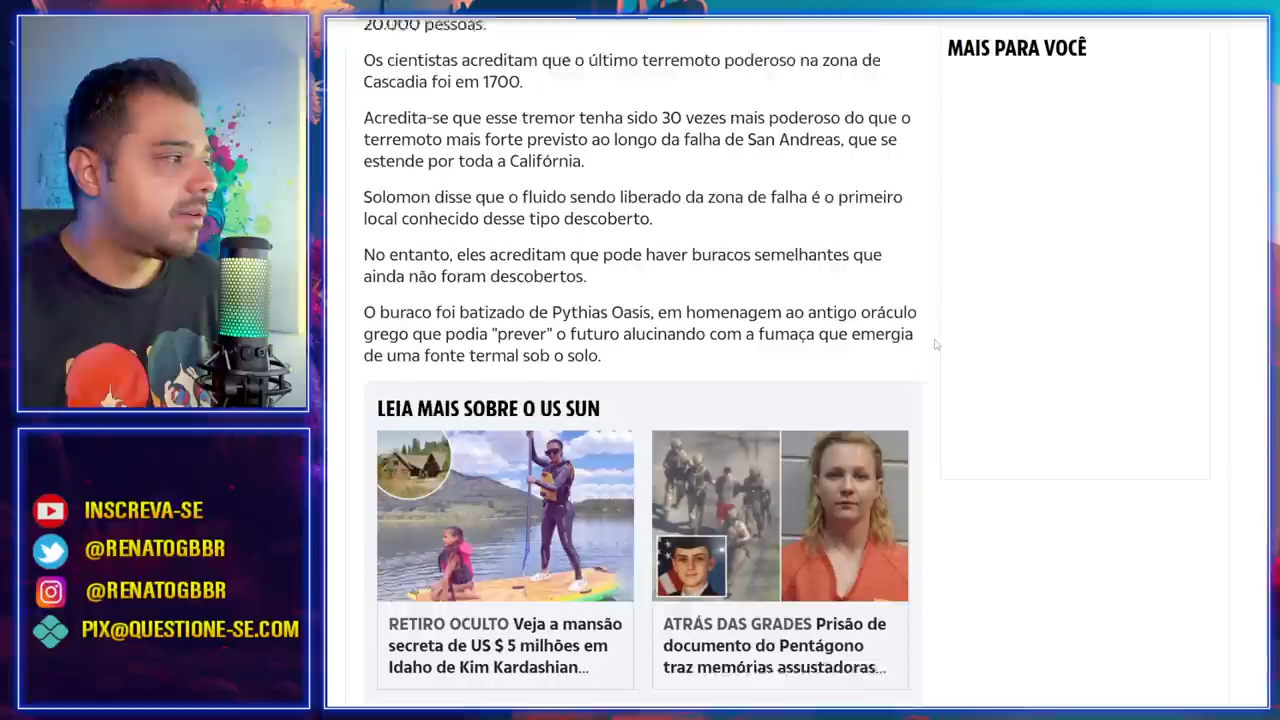 20.000 pessoas.
Os cientistas acreditam que o último terremoto poderoso na zona de
Cascadia foi em 1700.
Acredita-se que esse tremor tenha sido 30 vezes mais poderoso do que o
terremoto mais forte previsto ao longo da falha de San Andreas, que se
estende por toda a Califórnia.
Solomon disse que o fluido sendo liberado da zona de falha é o primeiro
local conhecido desse tipo descoberto.
No entanto, eles acreditam que pode haver buracos semelhantes que
ainda não foram descobertos.
O buraco foi batizado de Pythias Oasis, em homenagem ao antigo oráculo
grego que podia "prever" o futuro alucinando com a fumaça que emergia
de uma fonte termal sob o solo.
LEIA MAIS SOBRE O US SUN
RETIRO OCULTO Veja a mansão
secreta de US $ 5 milhões em
Idaho de Kim Kardashian...
ATRÁS DAS GRADES Prisão de
documento do Pentágono
traz memórias assustadoras...
MAIS PARA VOCÊ
INSCREVA-SE
@RENATOGBBR
@RENATOGBBR
PIX@QUESTIONE-SE.COM